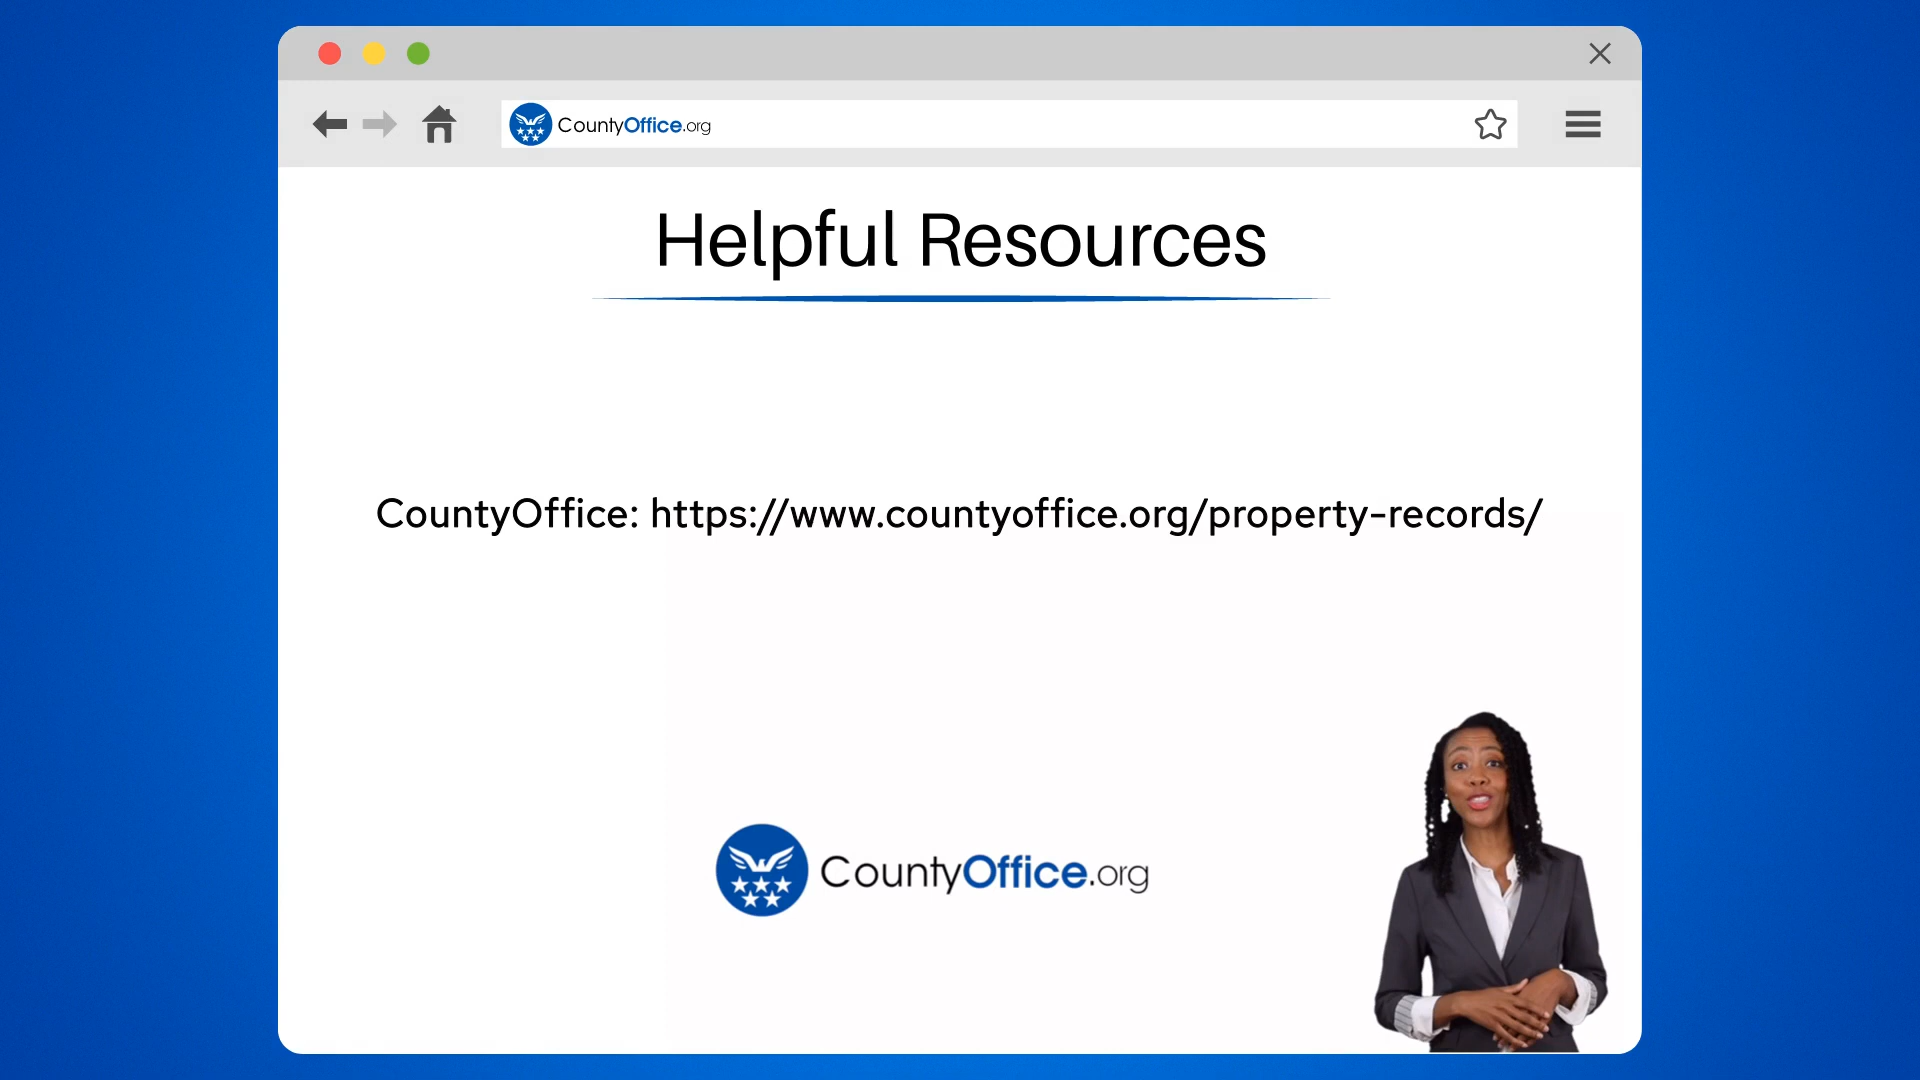 CountyOffice.org
Helpful Resources
CountyOffice: https://www.countyoffice.org/property-records/
CountyOffice.org